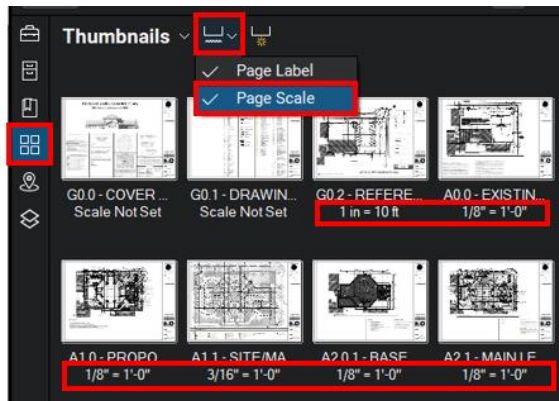 Thumbnails
Page Label
Page Scale
G0.0 - COVER ...
Scale Not Set
G0.1 - DRAWIN...
Scale Not Set
G0.2 - REFERE...
1 in = 10 ft
A0.0 - EXISTIN...
1/8" = 1'-0"
A1.0 - PROPO...
1/8" = 1'-0"
A1.1 - SITE/MA...
3/16" = 1'-0"
A2.0.1 - BASE...
1/8" = 1'-0"
A2.1 - MAIN LE...
1/8" = 1'-0"